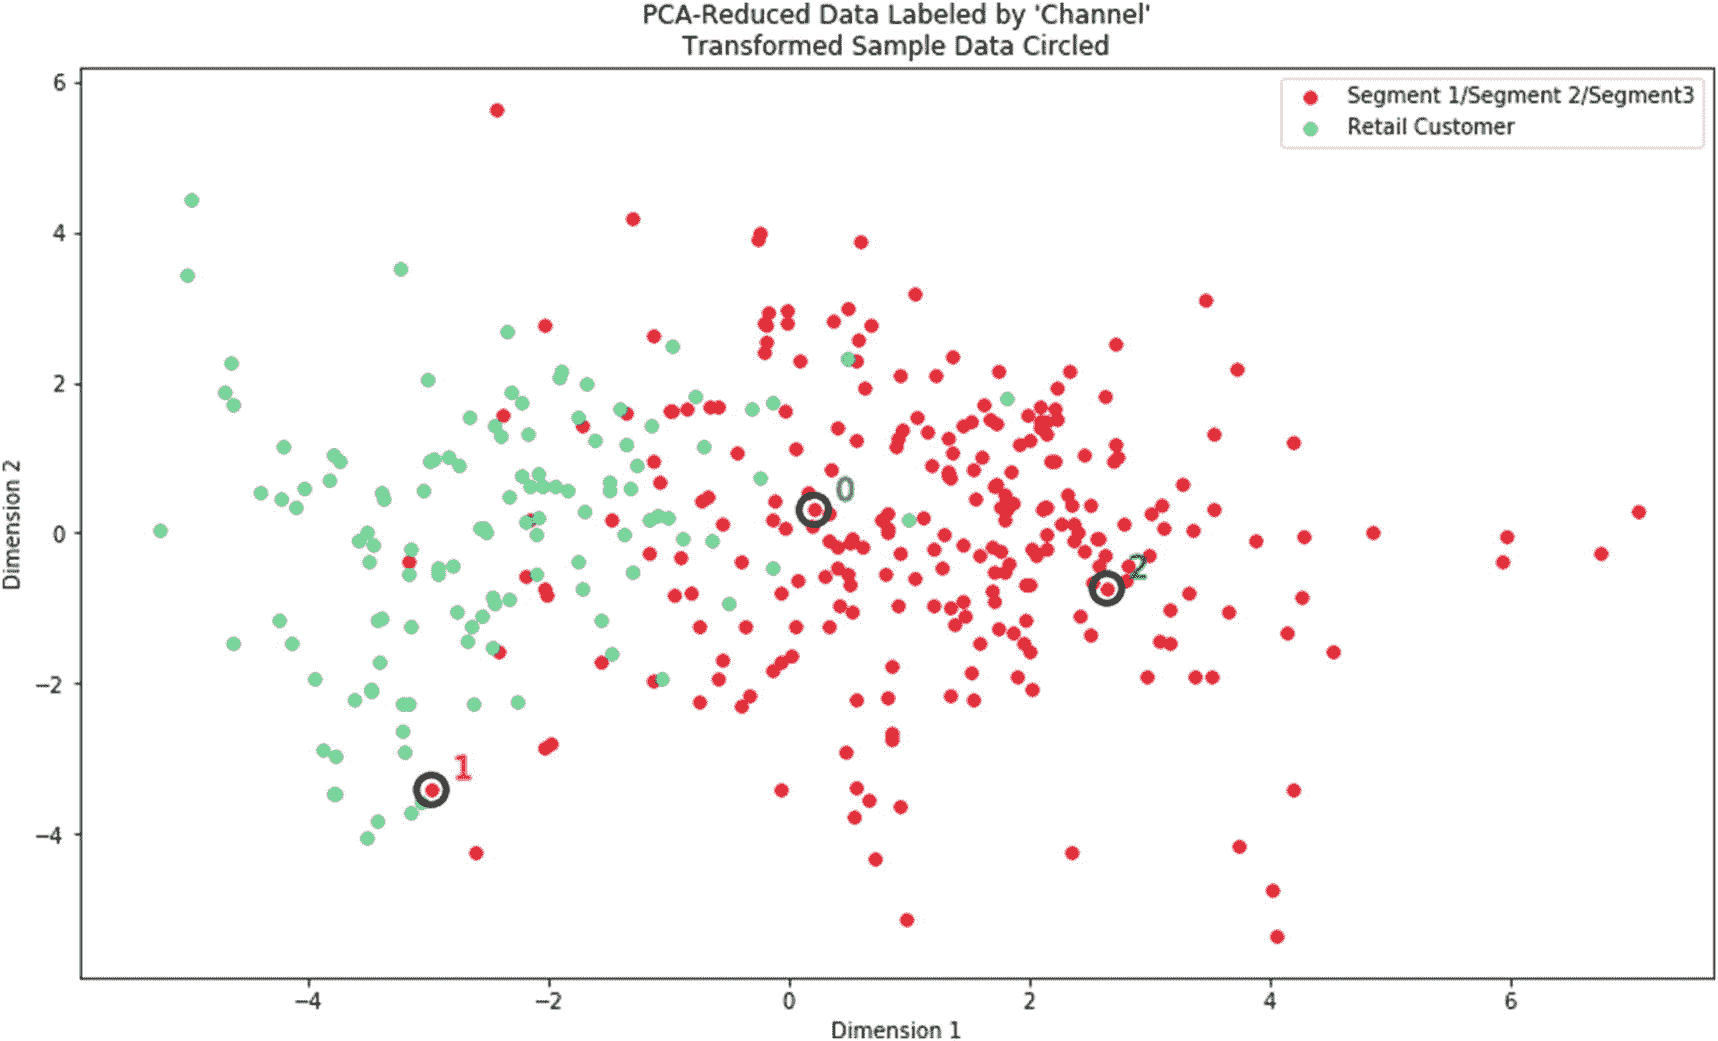 PCA-Reduced Data Labeled by 'Channel'
Transformed Sample Data Circled
Segment 1/Segment 2/Segment3
Retail Customer
6
4
2
0
−2
−4
Dimension 2
0
2
1
−4
−2
0
2
4
6
Dimension 1